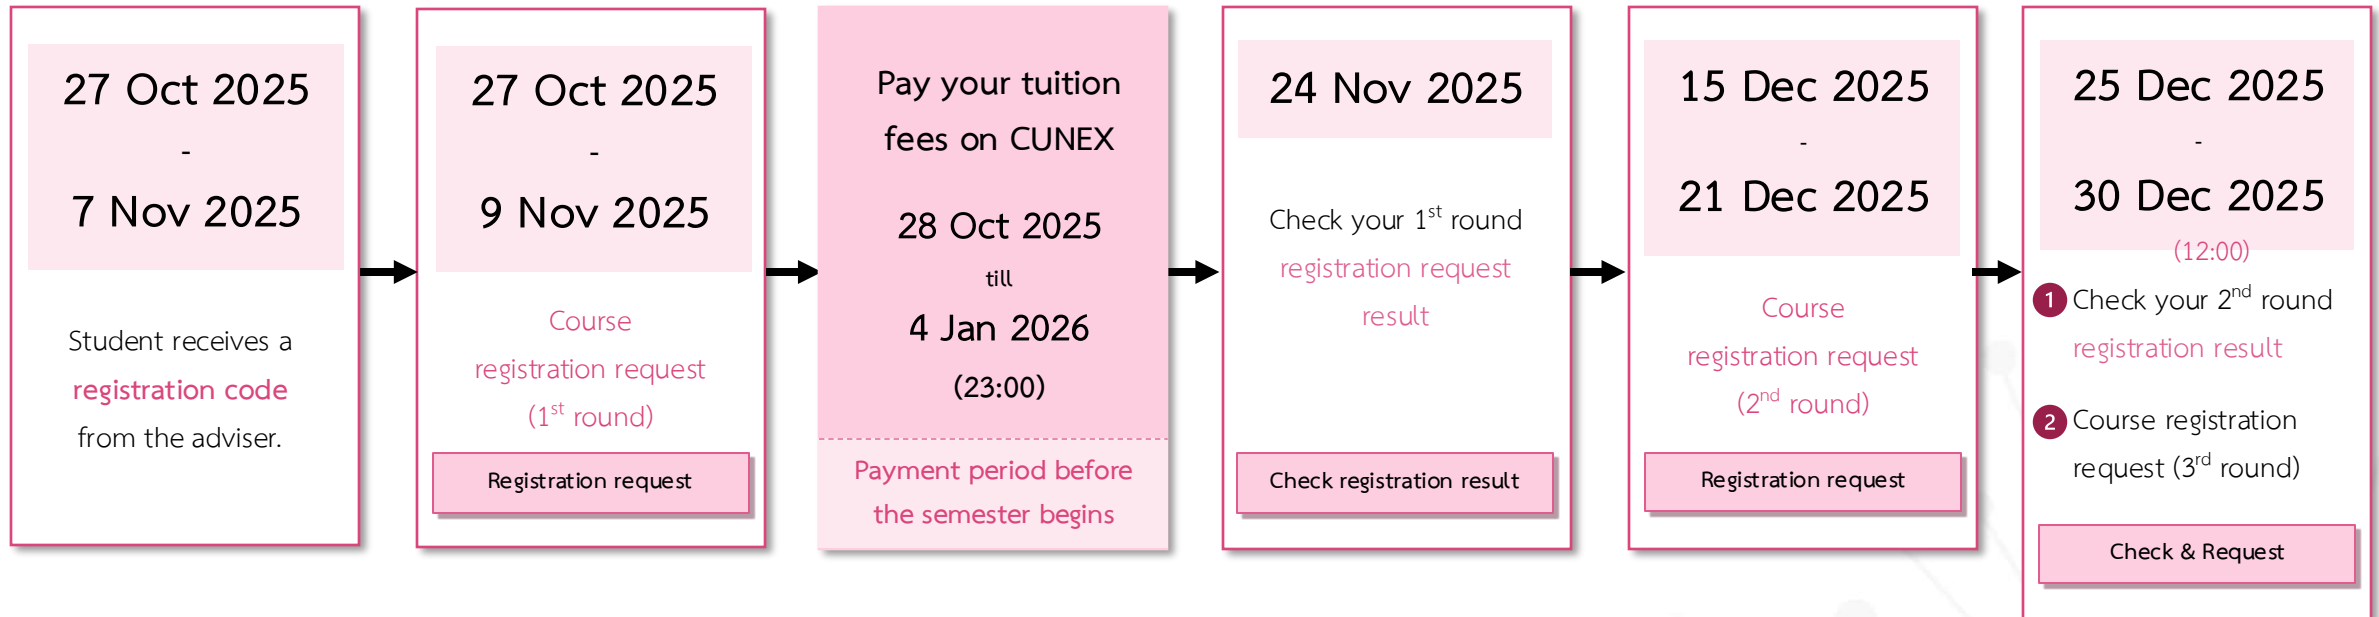 27 Oct 2025
-
7 Nov 2025
Student receives a
registration code
from the adviser.
27 Oct 2025
-
9 Nov 2025
Course
registration request
(1st round)
Registration request
Pay your tuition
fees on CUNEX
28 Oct 2025
till
4 Jan 2026
(23:00)
Payment period before
the semester begins
24 Nov 2025
Check your 1st round
registration request
result
Check registration result
15 Dec 2025
-
21 Dec 2025
Course
registration request
(2nd round)
Registration request
25 Dec 2025
-
30 Dec 2025
(12:00)
1 Check your 2nd round
registration result
2 Course registration
request (3rd round)
Check & Request